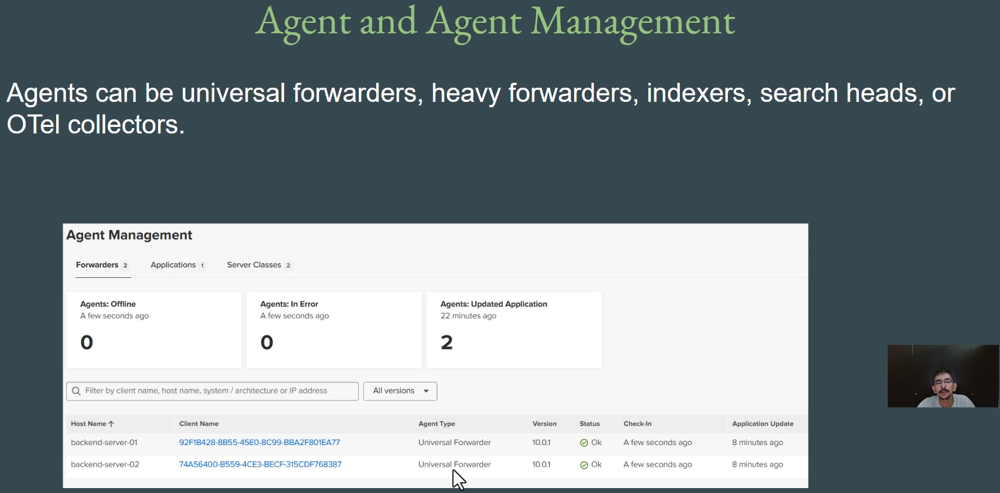 Agent and Agent Management
Agents can be universal forwarders, heavy forwarders, indexers, search heads, or
OTel collectors.
Agent Management
Forwarders 2 Applications 1 Server Classes 2
Agents: Offline
A few seconds ago
0
Agents: In Error
A few seconds ago
0
Agents: Updated Application
22 minutes ago
2
Filter by client name, host name, system / architecture or IP address All versions
Host Name Client Name Agent Type Version Status Check-In Application Update
backend-server-01 92F1B428-8B55-45E0-8C99-BBA2F801EA77 Universal Forwarder 10.0.1 Ok A few seconds ago 8 minutes ago
backend-server-02 74A56400-B559-4CE3-BECF-315CDF768387 Universal Forwarder 10.0.1 Ok A few seconds ago 8 minutes ago